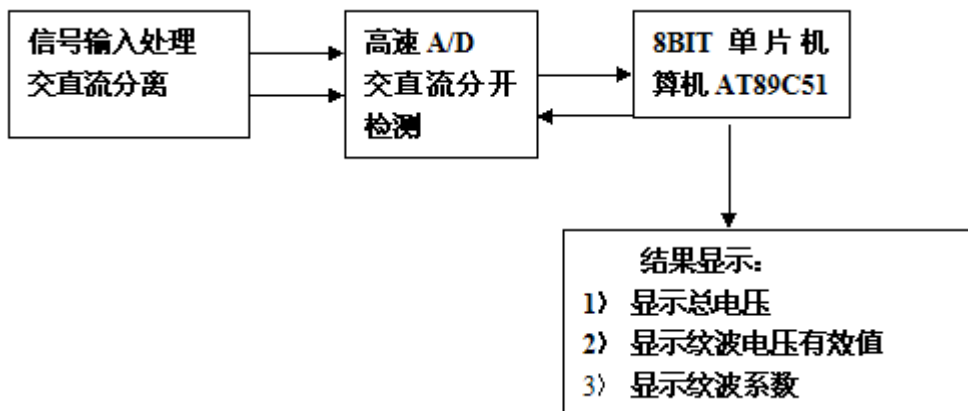 信号输入处理
交直流分离
高速 A/D
交直流分开
检测
8BIT 单片机
算机 AT89C51
结果显示：
1） 显示总电压
2） 显示纹波电压有效值
3） 显示纹波系数